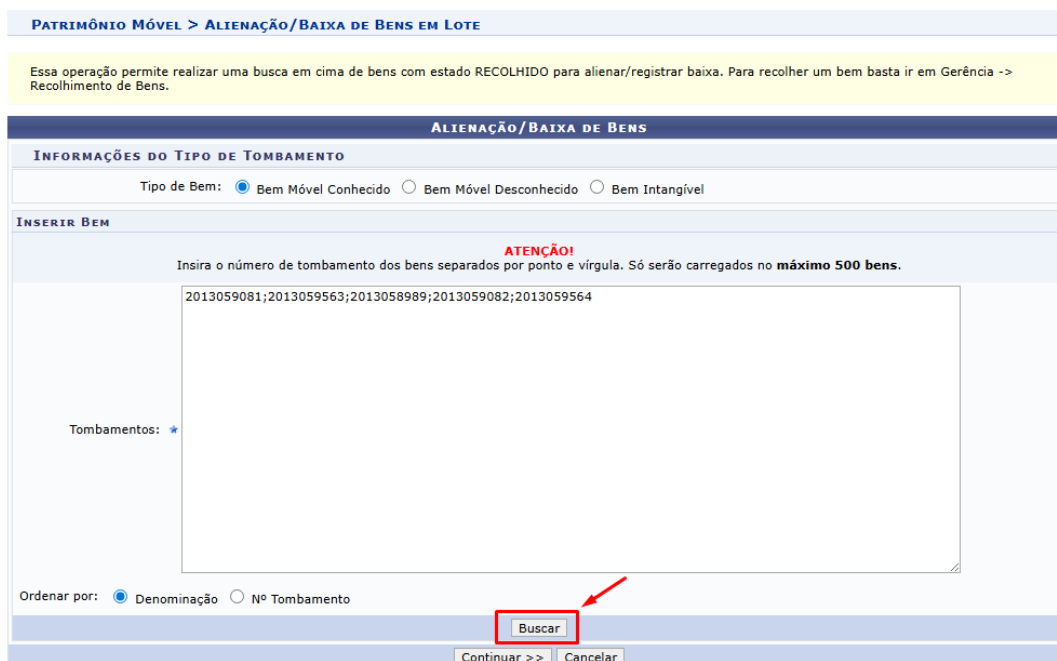 Patrimônio Móvel > Alienação/Baixa de Bens em Lote
Essa operação permite realizar uma busca em cima de bens com estado RECOLHIDO para alienar/registrar baixa. Para recolher um bem basta ir em Gerência ->
Recolhimento de Bens.
Alienação/Baixa de Bens
Informações do Tipo de Tombamento
Tipo de Bem: Bem Móvel Conhecido Bem Móvel Desconhecido Bem Intangível
Inserir Bem
ATENÇÃO!
Insira o número de tombamento dos bens separados por ponto e vírgula. Só serão carregados no máximo 500 bens.
2013059081;2013059563;2013058989;2013059082;2013059564
Tombamentos:
Ordenar por: Denominação Nº Tombamento
Buscar
Continuar >> Cancelar